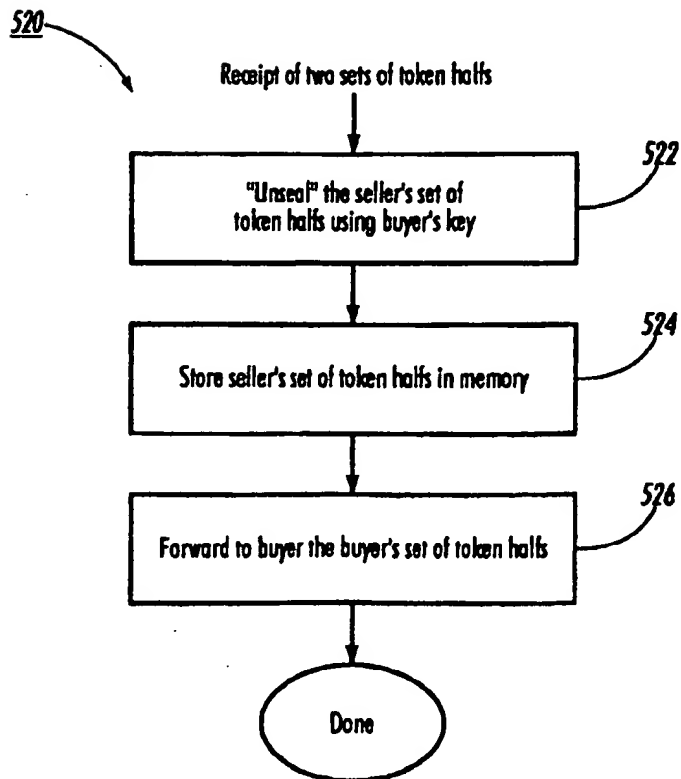 520
Receipt of two sets of token halfs
522
"Unseal" the seller's set of
token halfs using buyer's key
524
Store seller's set of token halfs in memory
526
Forward to buyer the buyer's set of token halfs
Done